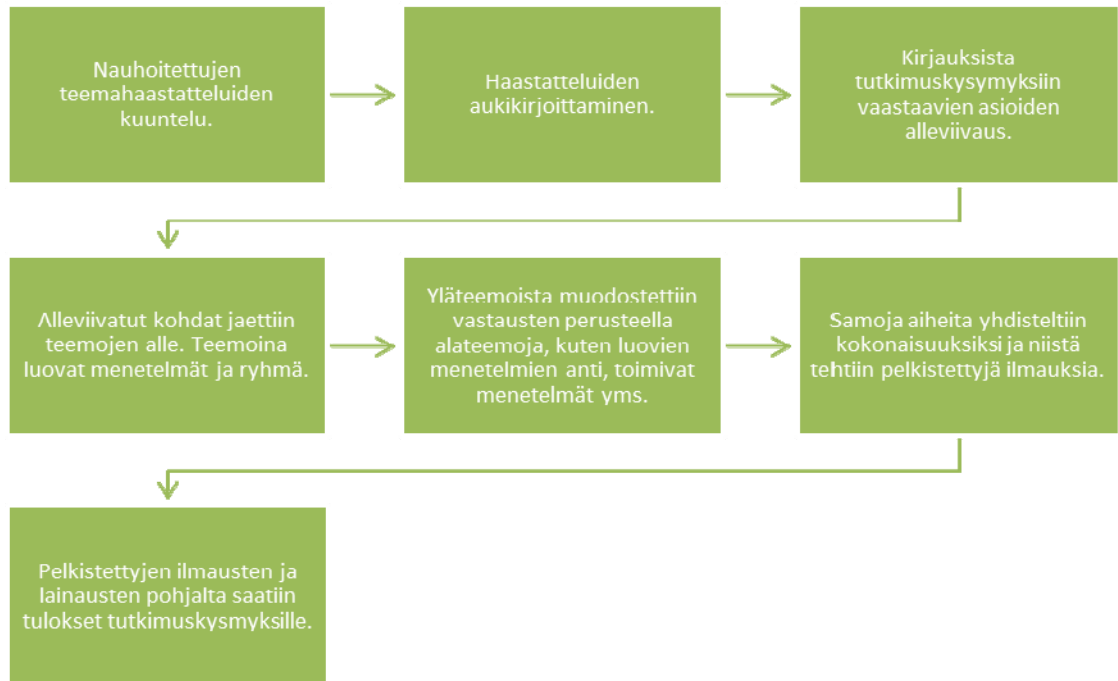 Nauhoitettujen
teemahaastatteluiden
kuuntelu.
Haastatteluiden
aukikirjoittaminen.
Kirjauksista
tutkimuskysymyksiin
vaastaavien asioiden
alleviivaus.
Alleviivatut kohdat jaettiin
teemojen alle. Teemoina
luovat menetelmät ja ryhmä.
Yläteemoista muodostettiin
vastausten perusteella
alateemoja, kuten luovien
menetelmien anti, toimivat
menetelmät yms.
Samoja aiheita yhdisteltiin
kokonaisuuksiksi ja niistä
tehtiin pelkistettyjä ilmauksia.
Pelkistettyjen ilmausten ja
lainausten pohjalta saatiin
tulokset tutkimuskysmyksille.